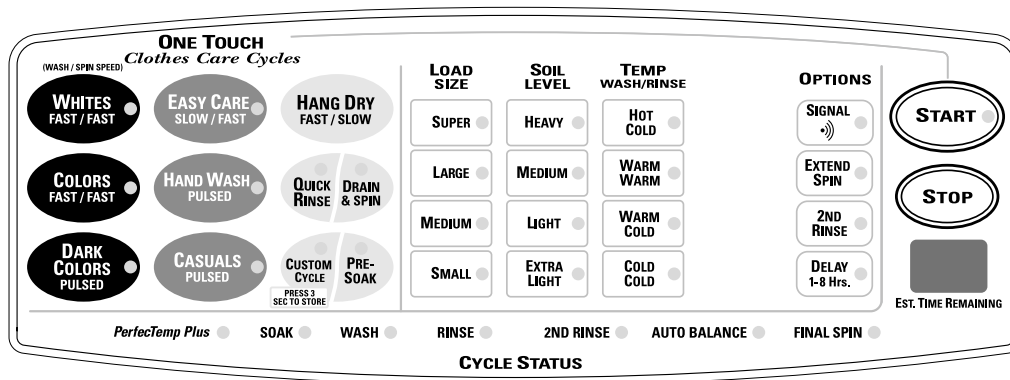 ONE TOUCH
Clothes Care Cycles
(WASH / SPIN SPEED)
WHITES
FAST / FAST
EASY CARE
SLOW / FAST
HANG DRY
FAST / SLOW
COLORS
FAST / FAST
HAND WASH
PULSED
QUICK
RINSE
DRAIN
& SPIN
DARK
COLORS
PULSED
CASUALS
PULSED
CUSTOM
CYCLE
PRESS 3
SEC TO STORE
PRE-
SOAK
LOAD
SIZE
SUPER
LARGE
MEDIUM
SMALL
SOIL
LEVEL
HEAVY
MEDIUM
LIGHT
EXTRA
LIGHT
TEMP
WASH/RINSE
HOT
COLD
WARM
WARM
WARM
COLD
COLD
COLD
OPTIONS
SIGNAL
EXTEND
SPIN
2ND
RINSE
DELAY
1-8 Hrs.
START
STOP
EST. TIME REMAINING
PerfecTemp Plus SOAK WASH RINSE 2ND RINSE AUTO BALANCE FINAL SPIN
CYCLE STATUS